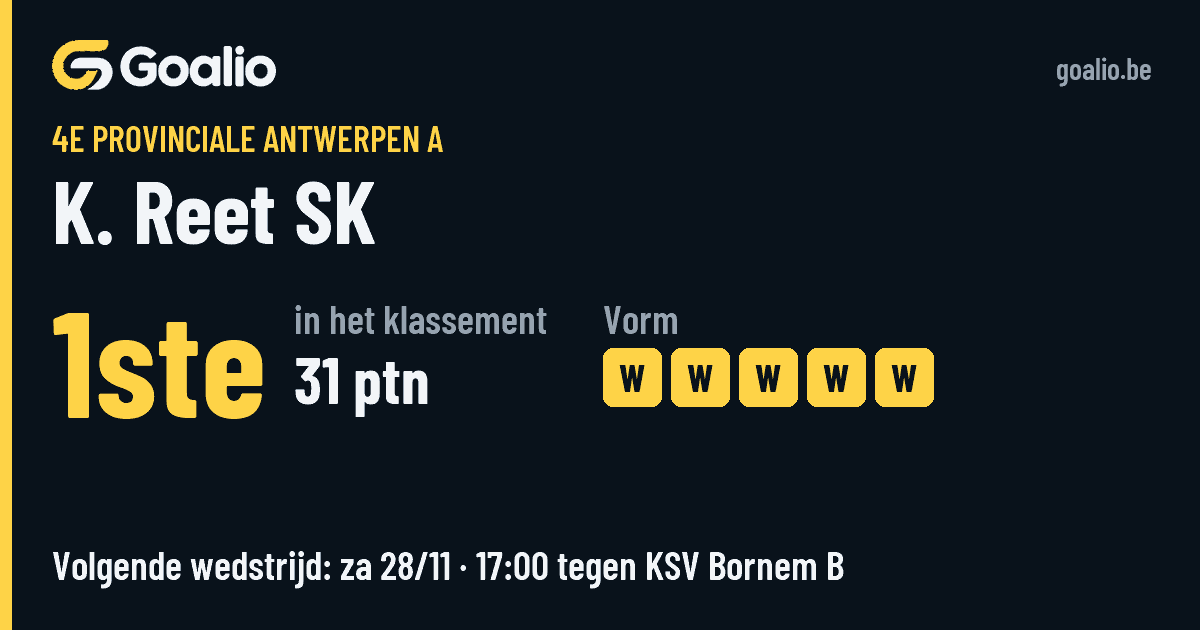 Goalio
goalio.be
4E PROVINCIALE ANTWERPEN A
K. Reet SK
1ste
in het klassement
31 ptn
Vorm
W W W W W
Volgende wedstrijd: za 28/11 · 17:00 tegen KSV Bornem B